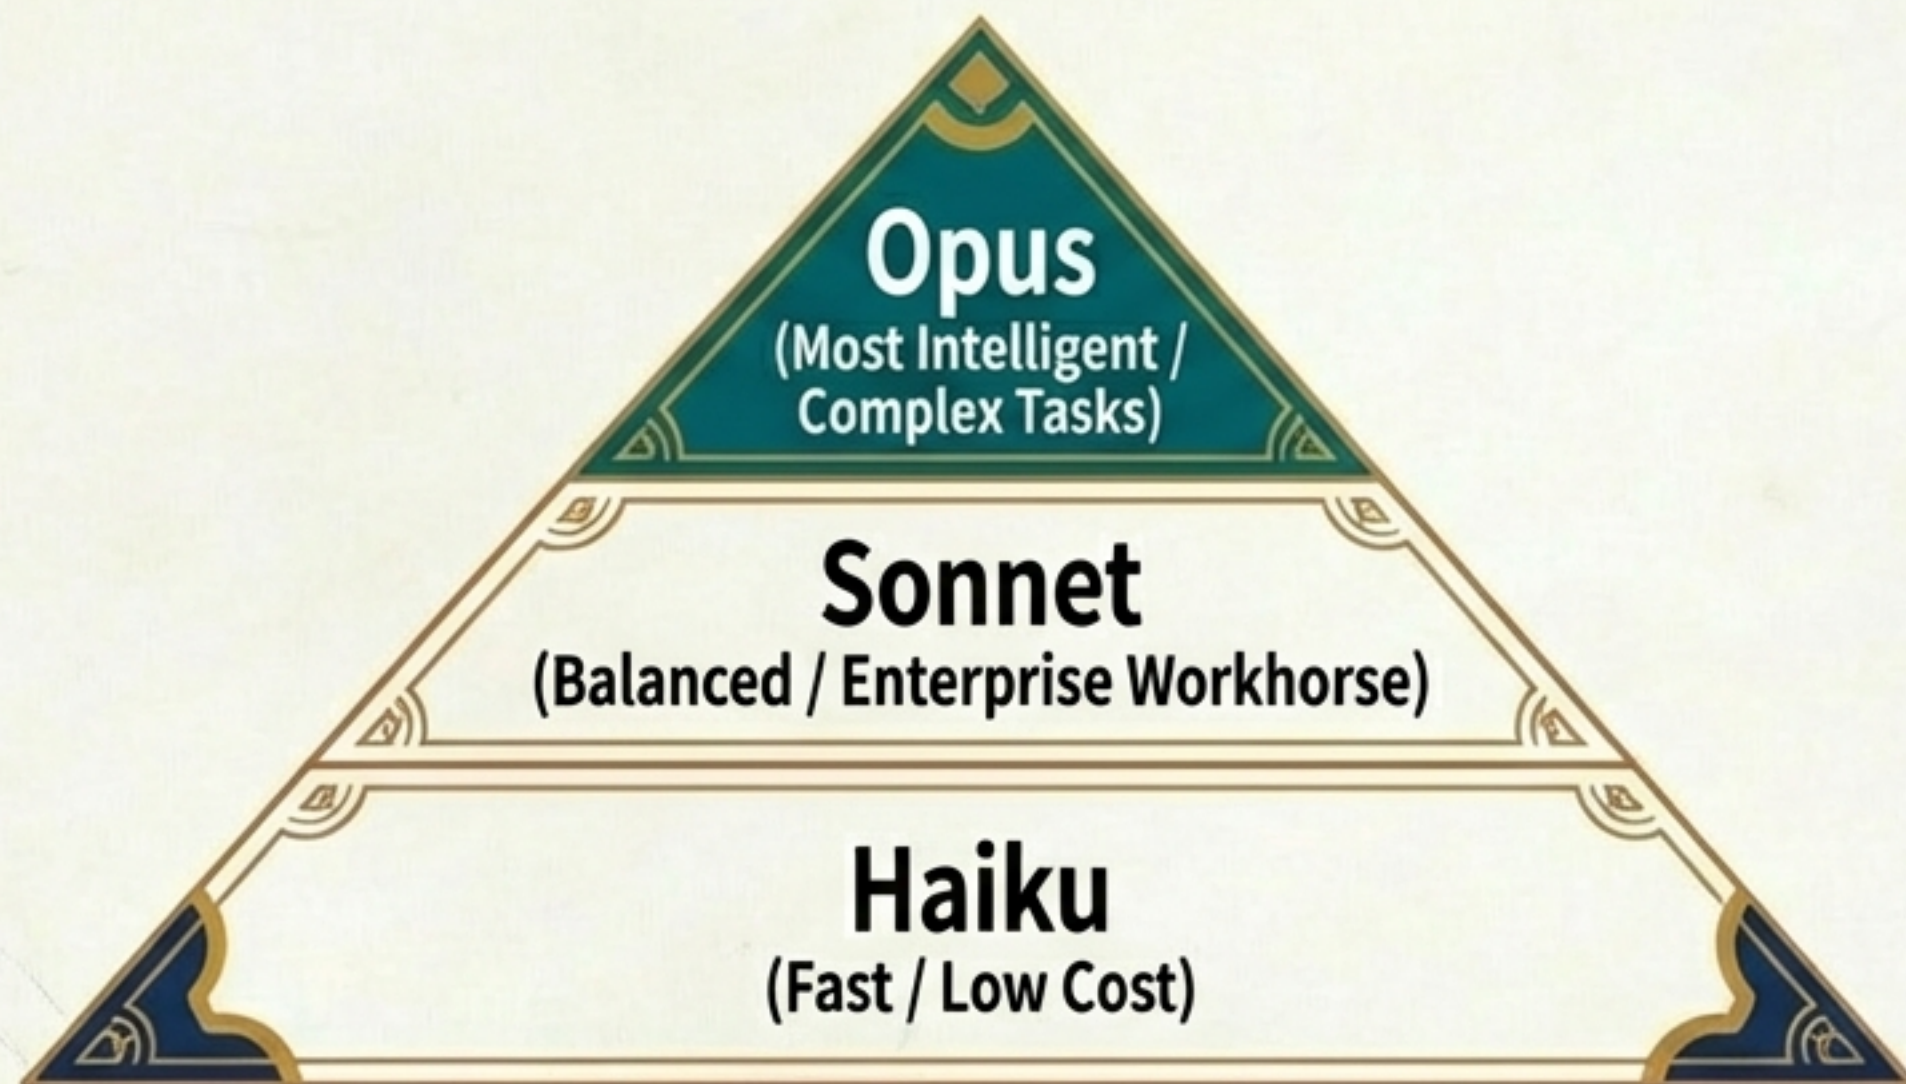 Opus
(Most Intelligent /
Complex Tasks)
Sonnet
(Balanced / Enterprise Workhorse)
Haiku
(Fast / Low Cost)